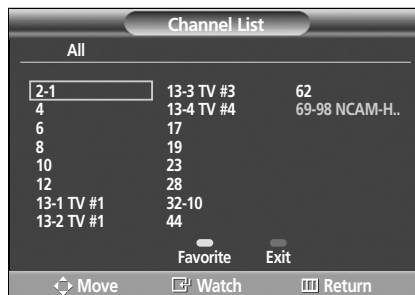 Channel List
All
2-1
4
6
8
10
12
13-1 TV #1
13-2 TV #1
13-3 TV #3
13-4 TV #4
17
19
23
28
32-10
44
62
69-98 NCAM-H..
Favorite Exit
Move Watch Return